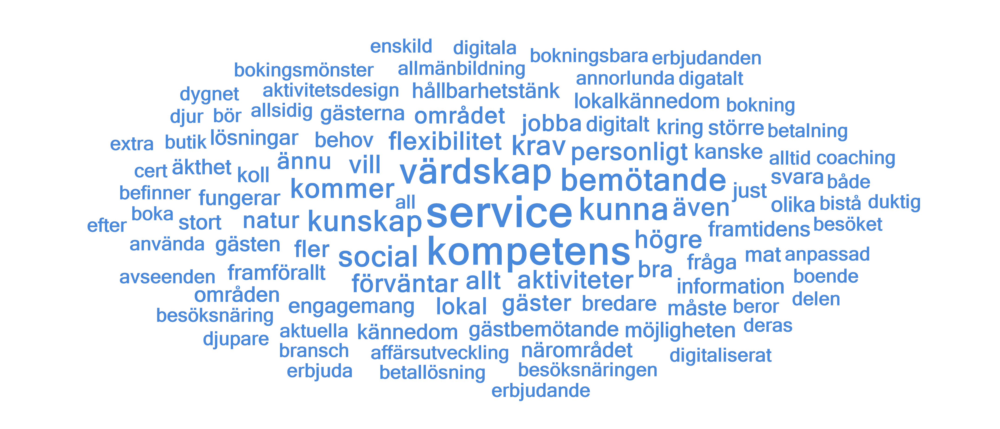 enskild digitala bokningsbara erbjudanden
bokingsmönster allmänbildning annorlunda digatalt
dygnet aktivitetsdesign hållbarhetstänk lokalkännedom bokning
djur bör allsidig gästerna området jobba digitalt kring större betalning
extra butik lösningar behov flexibilitet krav personligt kanske alltid coaching
cert äkthet koll ännu vill värdskap bemötande svara både
befinner fungerar kommer all just olika bistå duktig
efter boka stort natur kunskap service kunna även framtidens besöket
använda gästen fler social kompetens högre fråga mat anpassad
avseenden framförallt förväntar allt aktiviteter bra information boende
områden engagemang lokal gäster bredare måste beror delen
besöksnäring aktuella kännedom gästbemötande möjligheten deras
djupare bransch affärsutveckling närområdet digitaliserat
erbjuda betallösning besöksnäringen
erbjudande